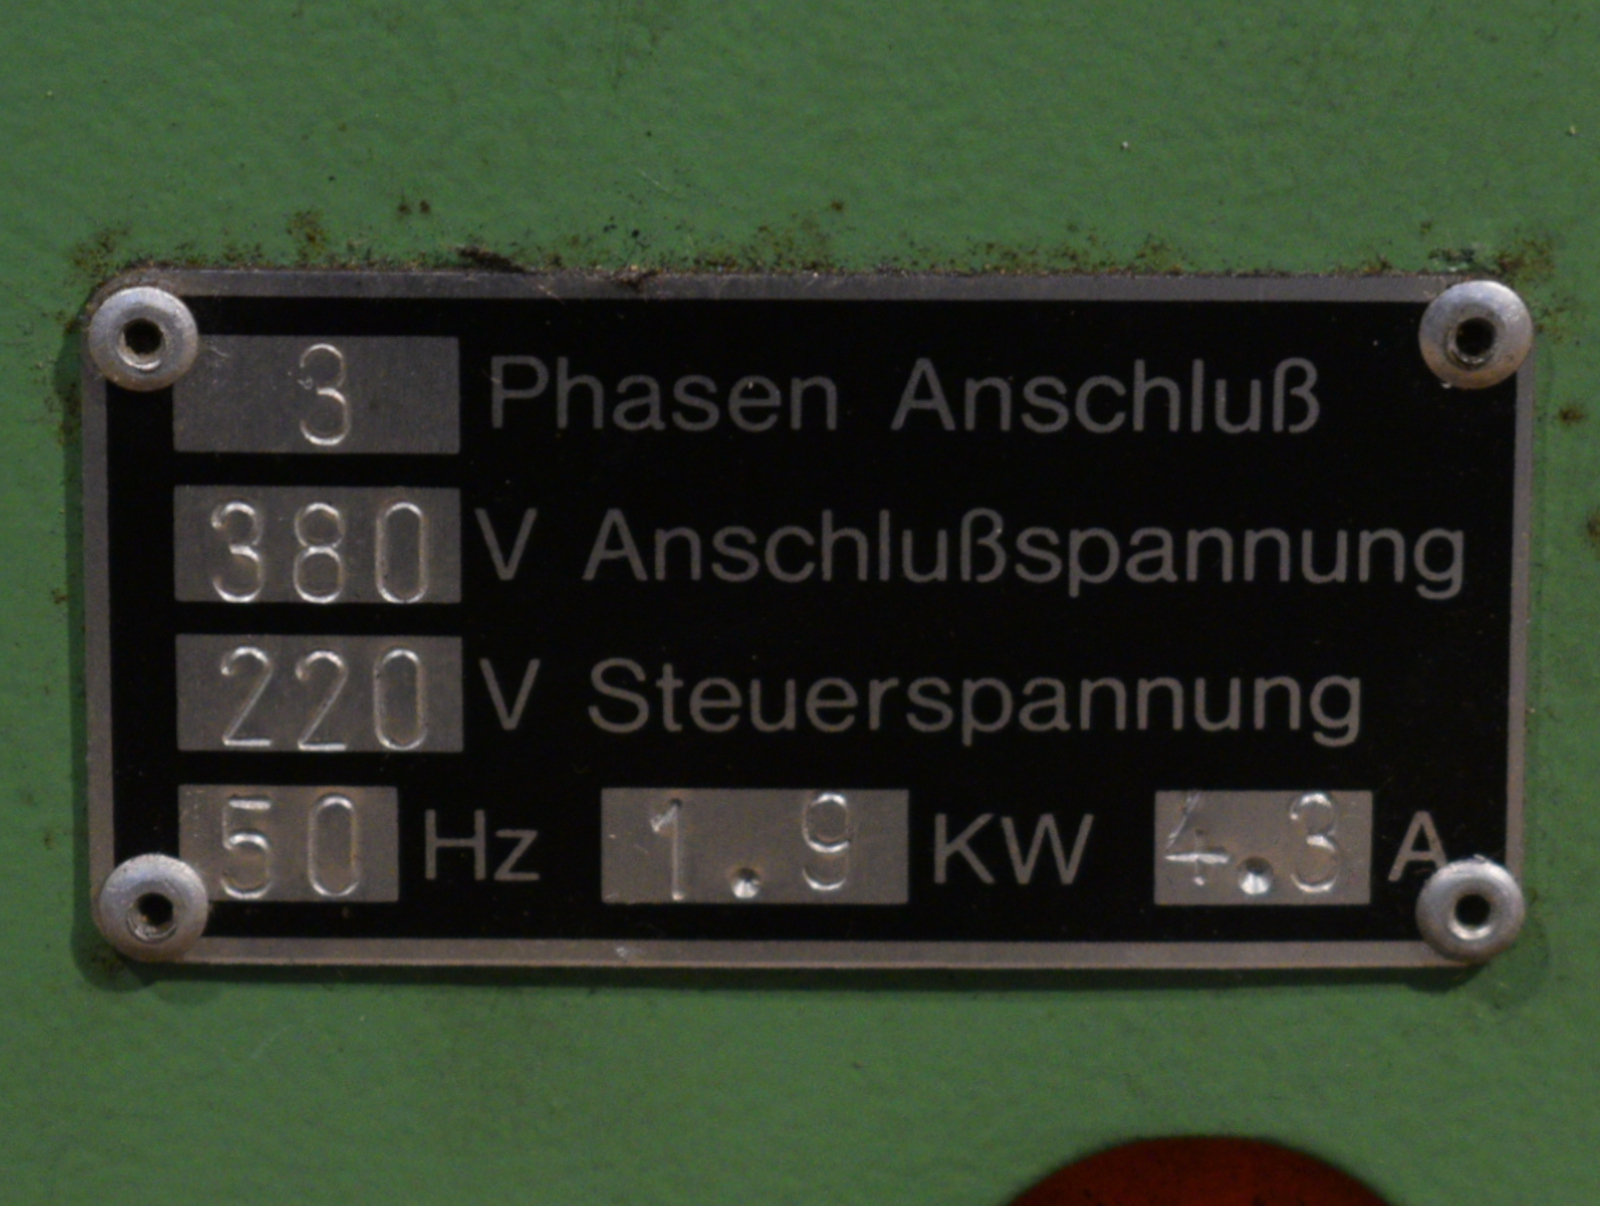 3 Phasen Anschluß
380 V Anschlußspannung
220 V Steuerspannung
50 Hz 1.9 KW 4.3 A